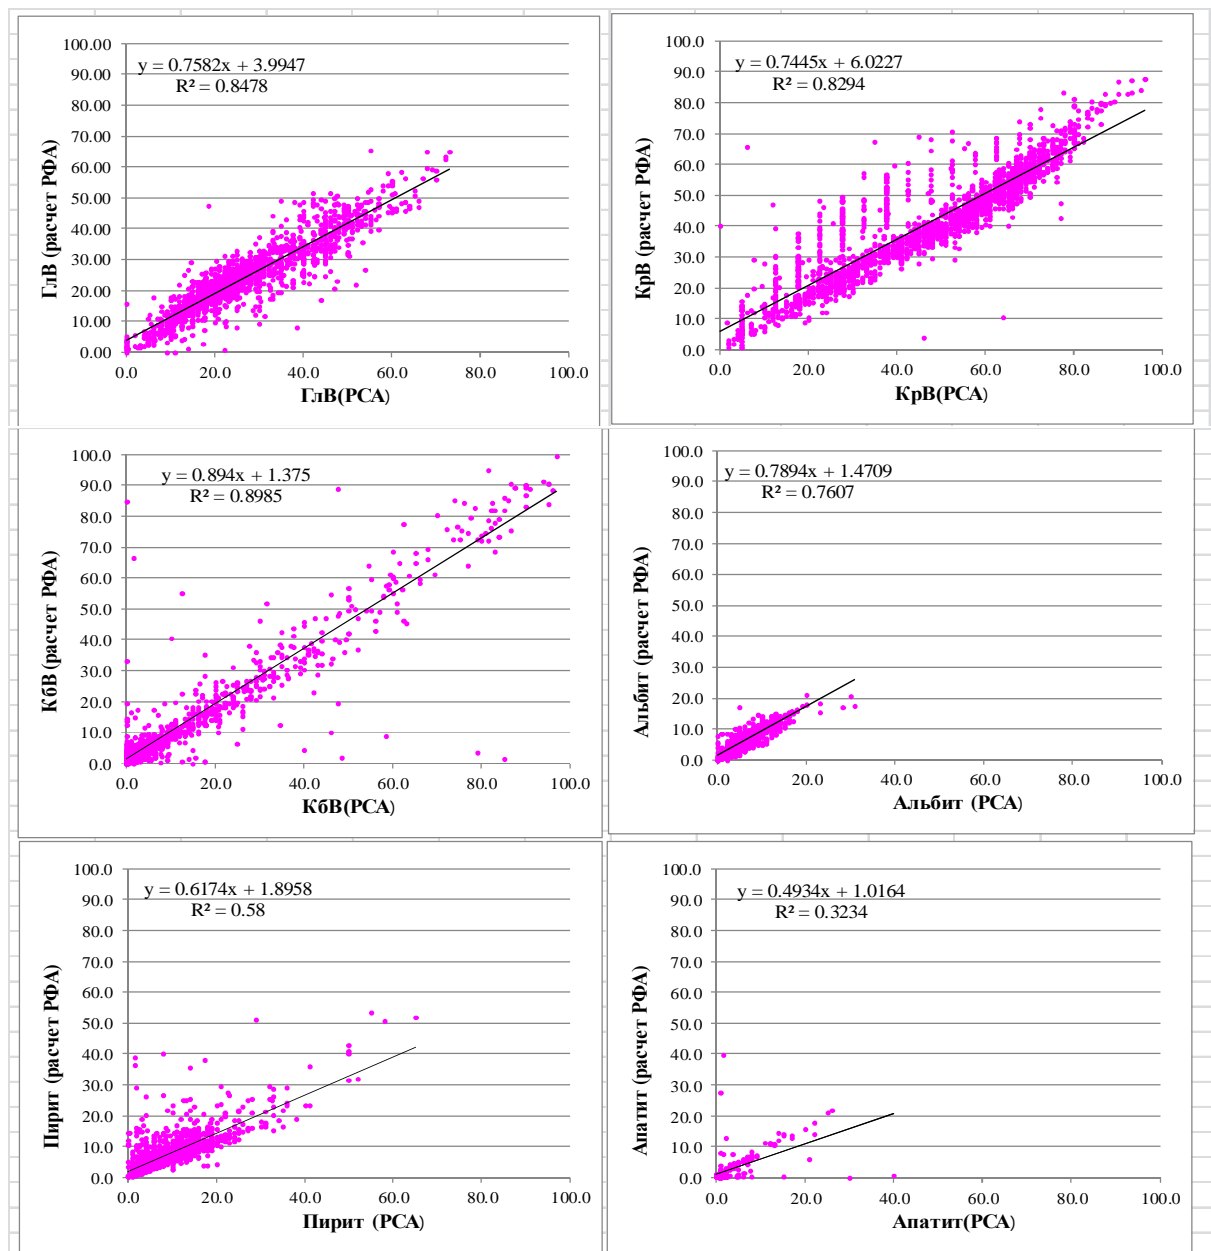 y = 0.7582x + 3.9947
R² = 0.8478
100.00
90.00
80.00
70.00
60.00
50.00
40.00
30.00
20.00
10.00
0.00
0.0 20.0 40.0 60.0 80.0 100.0
ГлВ (расчет РФА)
ГлВ(РСА)
y = 0.7445x + 6.0227
R² = 0.8294
100.0
90.0
80.0
70.0
60.0
50.0
40.0
30.0
20.0
10.0
0.0
0.0 20.0 40.0 60.0 80.0 100.0
КрВ (расчет РФА)
КрВ(РСА)
y = 0.894x + 1.375
R² = 0.8985
100.0
90.0
80.0
70.0
60.0
50.0
40.0
30.0
20.0
10.0
0.0
0.0 20.0 40.0 60.0 80.0 100.0
КбВ (расчет РФА)
КбВ(РСА)
y = 0.7894x + 1.4709
R² = 0.7607
100.0
90.0
80.0
70.0
60.0
50.0
40.0
30.0
20.0
10.0
0.0
0.0 20.0 40.0 60.0 80.0 100.0
Альбит (расчет РФА)
Альбит (РСА)
y = 0.6174x + 1.8958
R² = 0.58
100.0
90.0
80.0
70.0
60.0
50.0
40.0
30.0
20.0
10.0
0.0
0.0 20.0 40.0 60.0 80.0 100.0
Пирит (расчет РФА)
Пирит (РСА)
y = 0.4934x + 1.0164
R² = 0.3234
100.0
90.0
80.0
70.0
60.0
50.0
40.0
30.0
20.0
10.0
0.0
0.0 20.0 40.0 60.0 80.0 100.0
Апатит (расчет РФА)
Апатит(РСА)